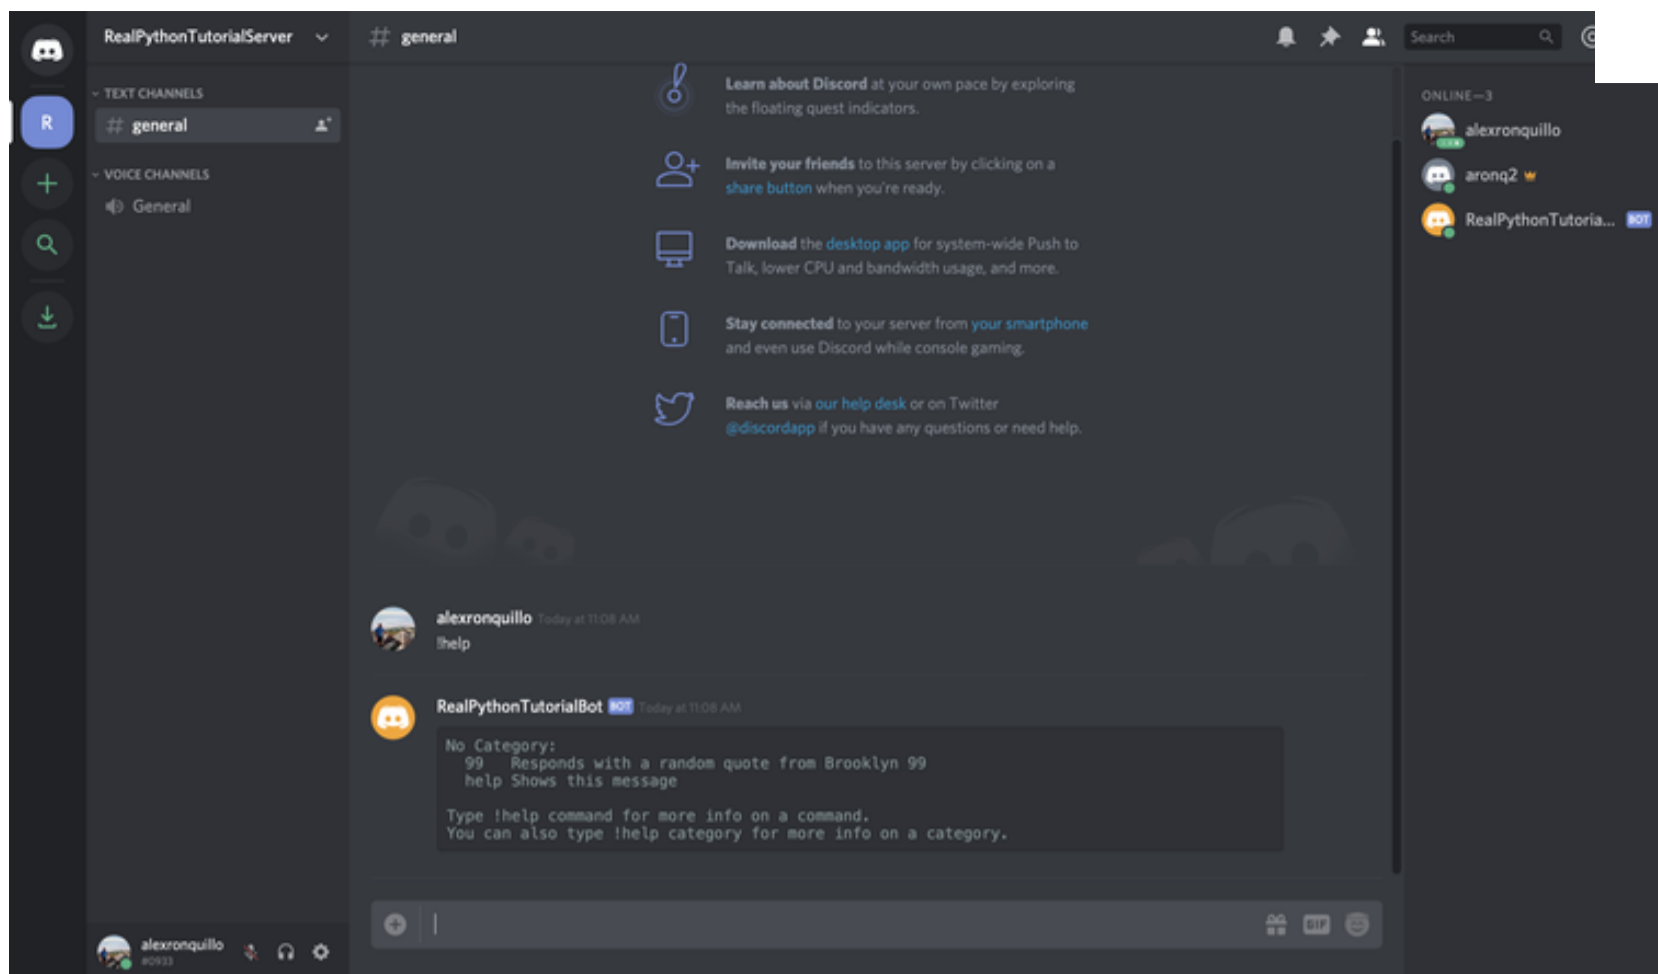 RealPythonTutorialServer
general
Search
R
TEXT CHANNELS
general
VOICE CHANNELS
General
Learn about Discord at your own pace by exploring
the floating quest indicators.
Invite your friends to this server by clicking on a
share button when you're ready.
Download the desktop app for system-wide Push to
Talk, lower CPU and bandwidth usage, and more.
Stay connected to your server from your smartphone
and even use Discord while console gaming.
Reach us via our help desk or on Twitter
@discordapp if you have any questions or need help.
alexronquillo Today at 11:08 AM
!help
RealPythonTutorialBot BOT Today at 11:08 AM
No Category:
99 Responds with a random quote from Brooklyn 99
help Shows this message
Type !help command for more info on a command.
You can also type !help category for more info on a category.
GIF
alexronquillo
#0933
ONLINE—3
alexronquillo
aronq2
RealPythonTutoria... BOT